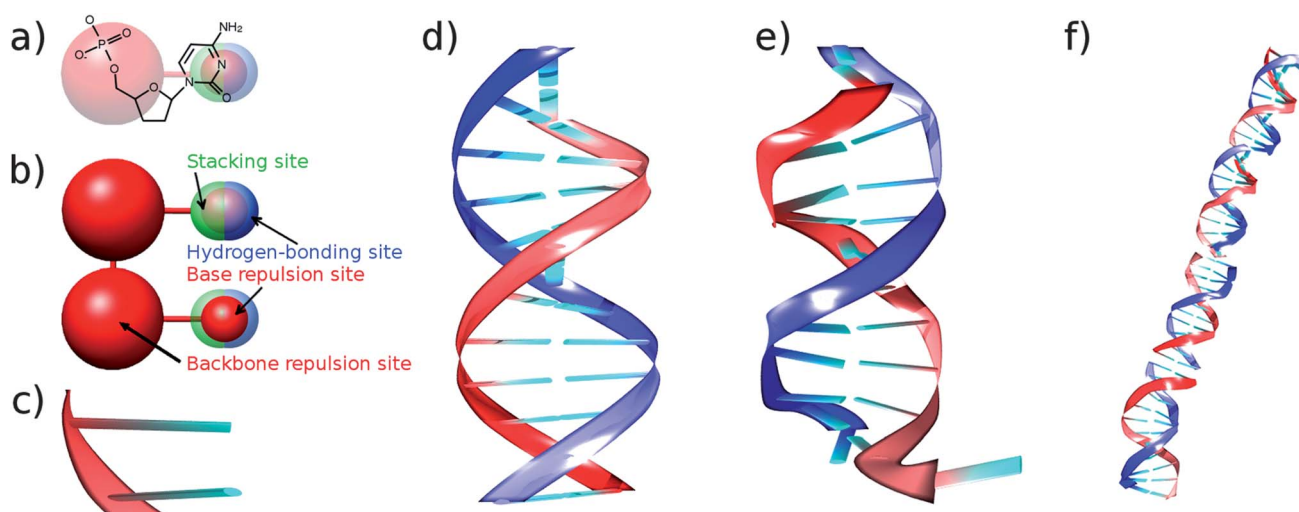 a)
O
O
P
O⁻
O
O
N
N
O
NH₂
b)
Stacking site
Hydrogen-bonding site
Base repulsion site
Backbone repulsion site
c)
d)
e)
f)